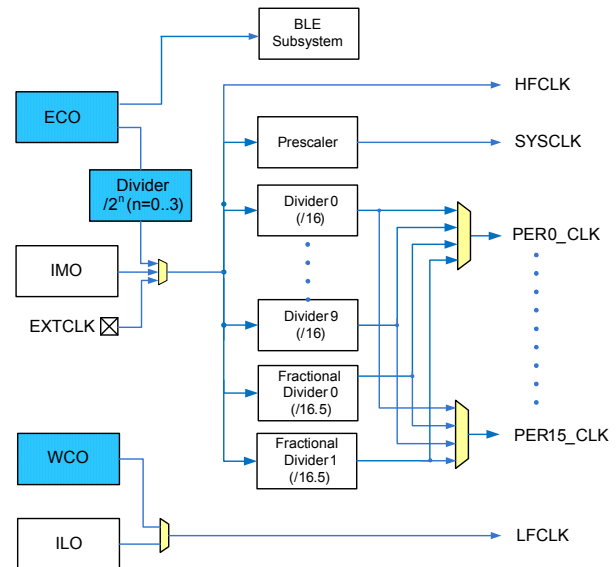 BLE
Subsystem
ECO
HFCLK
Prescaler
SYSCLK
Divider
/2ⁿ (n=0..3)
Divider 0
(/16)
PER0_CLK
IMO
EXTCLK
Divider 9
(/16)
Fractional
Divider 0
(/16.5)
WCO
Fractional
Divider 1
(/16.5)
PER15_CLK
ILO
LFCLK